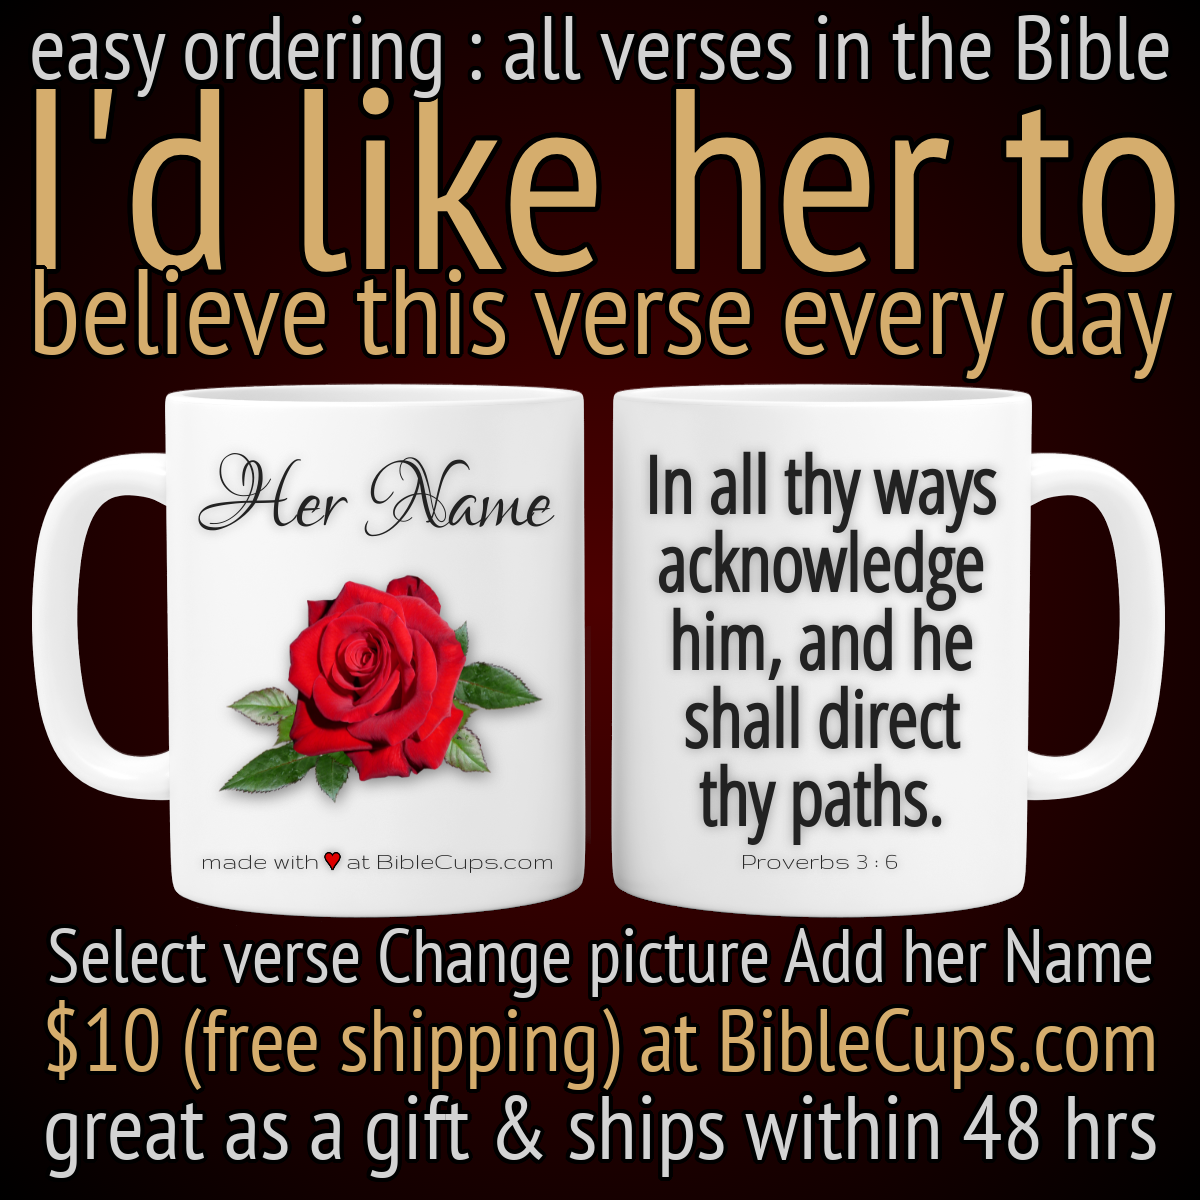 easy ordering : all verses in the Bible
I'd like her to
believe this verse every day
Her Name
made with ❤ at BibleCups.com
In all thy ways
acknowledge
him, and he
shall direct
thy paths.
Proverbs 3 : 6
Select verse Change picture Add her Name
$10 (free shipping) at BibleCups.com
great as a gift & ships within 48 hrs